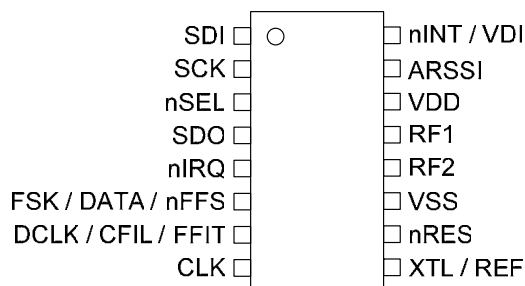 SDI
SCK
nSEL
SDO
nIRQ
FSK / DATA / nFFS
DCLK / CFIL / FFIT
CLK
nINT / VDI
ARSSI
VDD
RF1
RF2
VSS
nRES
XTL / REF